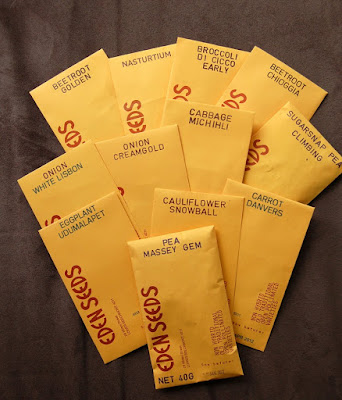 BEETROOT
GOLDEN
NASTURTIUM
BROCCOLI
DI CICCO
EARLY
BEETROOT
CHIOGGIA
SUGARSNAP PEA
CLIMBING
ONION
WHITE LISBON
ONION
CREAMGOLD
CABBAGE
MICHIHLI
EGGPLANT
UDUMALAPET
CAULIFLOWER
SNOWBALL
CARROT
DANVERS
PEA
MASSEY GEM
EDEN SEEDS
EDEN SEEDS
NET 40G